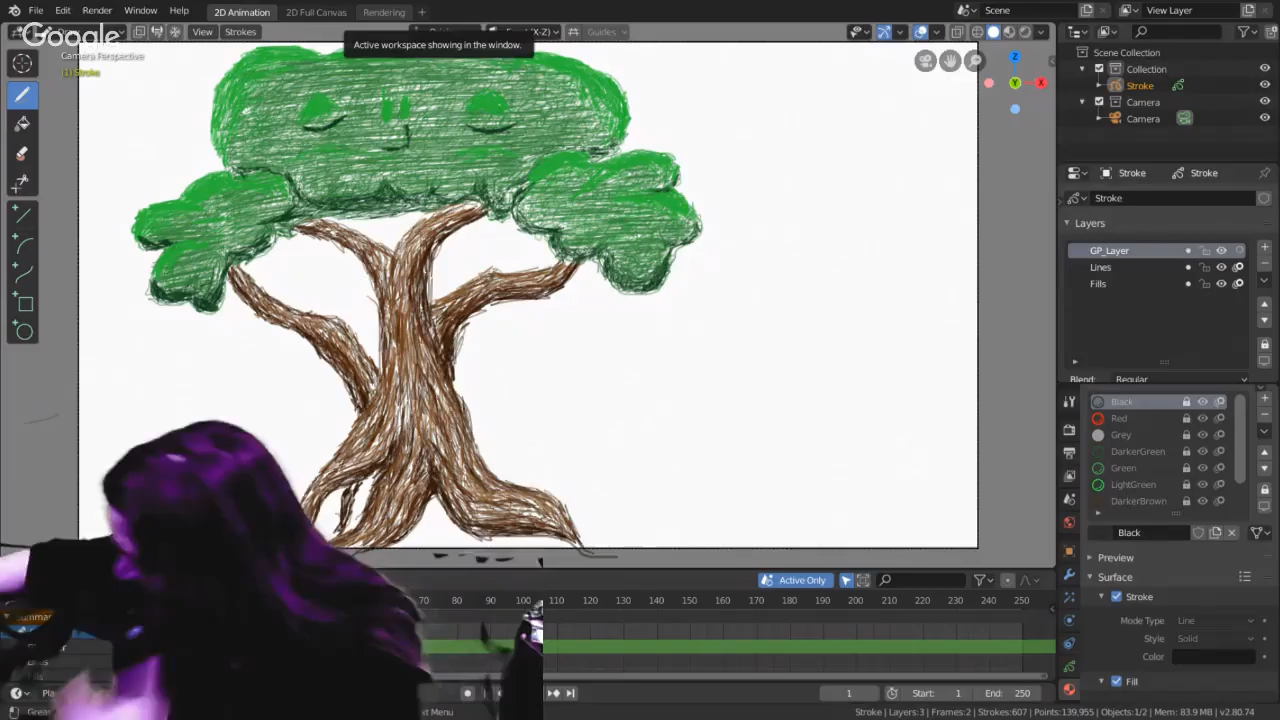 File Edit Render Window Help 2D Animation 2D Full Canvas Rendering + Scene View Layer
Google View Strokes (X-Z) Guides
Active workspace showing in the window.
Camera Perspective
(1) Stroke
Z
Y X
Scene Collection
Collection
Stroke
Camera
Camera
Stroke Stroke
Stroke
Layers
GP_Layer
Lines
Fills
Blend: Regular
Black
Red
Grey
DarkerGreen
Green
LightGreen
DarkerBrown
Black
Preview
Surface
Stroke
Mode Type Line
Style Solid
Color
Fill
Active Only
70 80 90 100 110 120 130 140 150 160 170 180 190 200 210 220 230 240 250
Summar
1 Start: 1 End: 250
Stroke | Layers:3 | Frames:2 | Strokes:607 | Points:139,955 | Objects:1/2 | Mem: 83.9 MB | v2.80.74